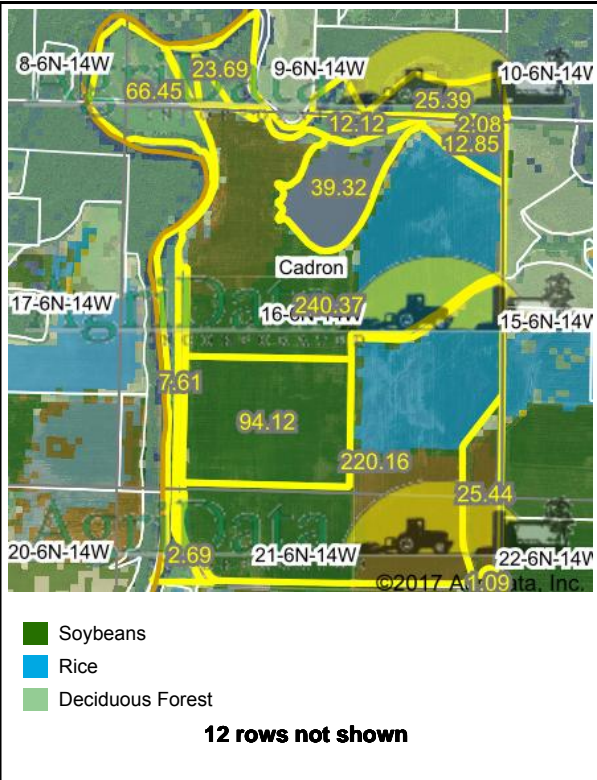 8-6N-14W
23.69
9-6N-14W
10-6N-14W
66.45
25.39
12.12
2.08
12.85
39.32
Cadron
17-6N-14W
16-6N-14W
240.37
15-6N-14W
7.61
94.12
220.16
25.44
20-6N-14W
2.69
21-6N-14W
22-6N-14W
©2017 AgriData, Inc.
1.09
Soybeans
Rice
Deciduous Forest
12 rows not shown